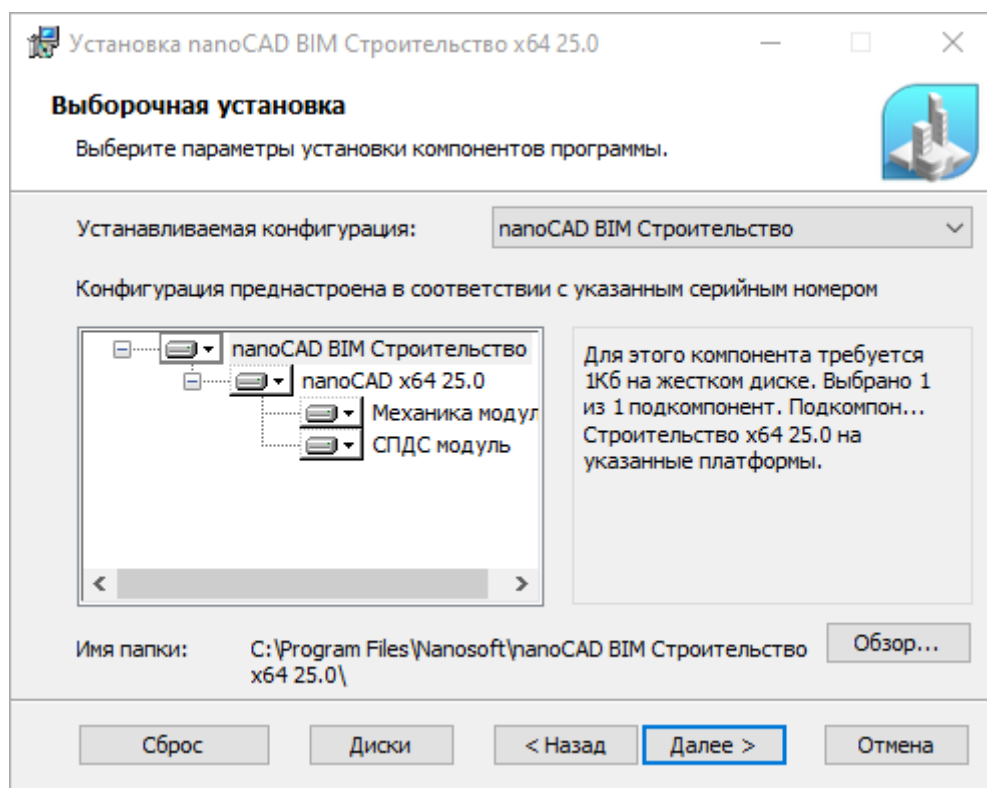 Установка nanoCAD BIM Строительство x64 25.0
Выборочная установка
Выберите параметры установки компонентов программы.
Устанавливаемая конфигурация:
nanoCAD BIM Строительство
Конфигурация преднастроена в соответствии с указанным серийным номером
nanoCAD BIM Строительство
nanoCAD x64 25.0
Механика модул
СПДС модуль
Для этого компонента требуется
1Кб на жестком диске. Выбрано 1
из 1 подкомпонент. Подкомпон...
Строительство x64 25.0 на
указанные платформы.
Имя папки:
C:\Program Files\Nanosoft\nanoCAD BIM Строительство
x64 25.0\
Обзор...
Сброс
Диски
< Назад
Далее >
Отмена